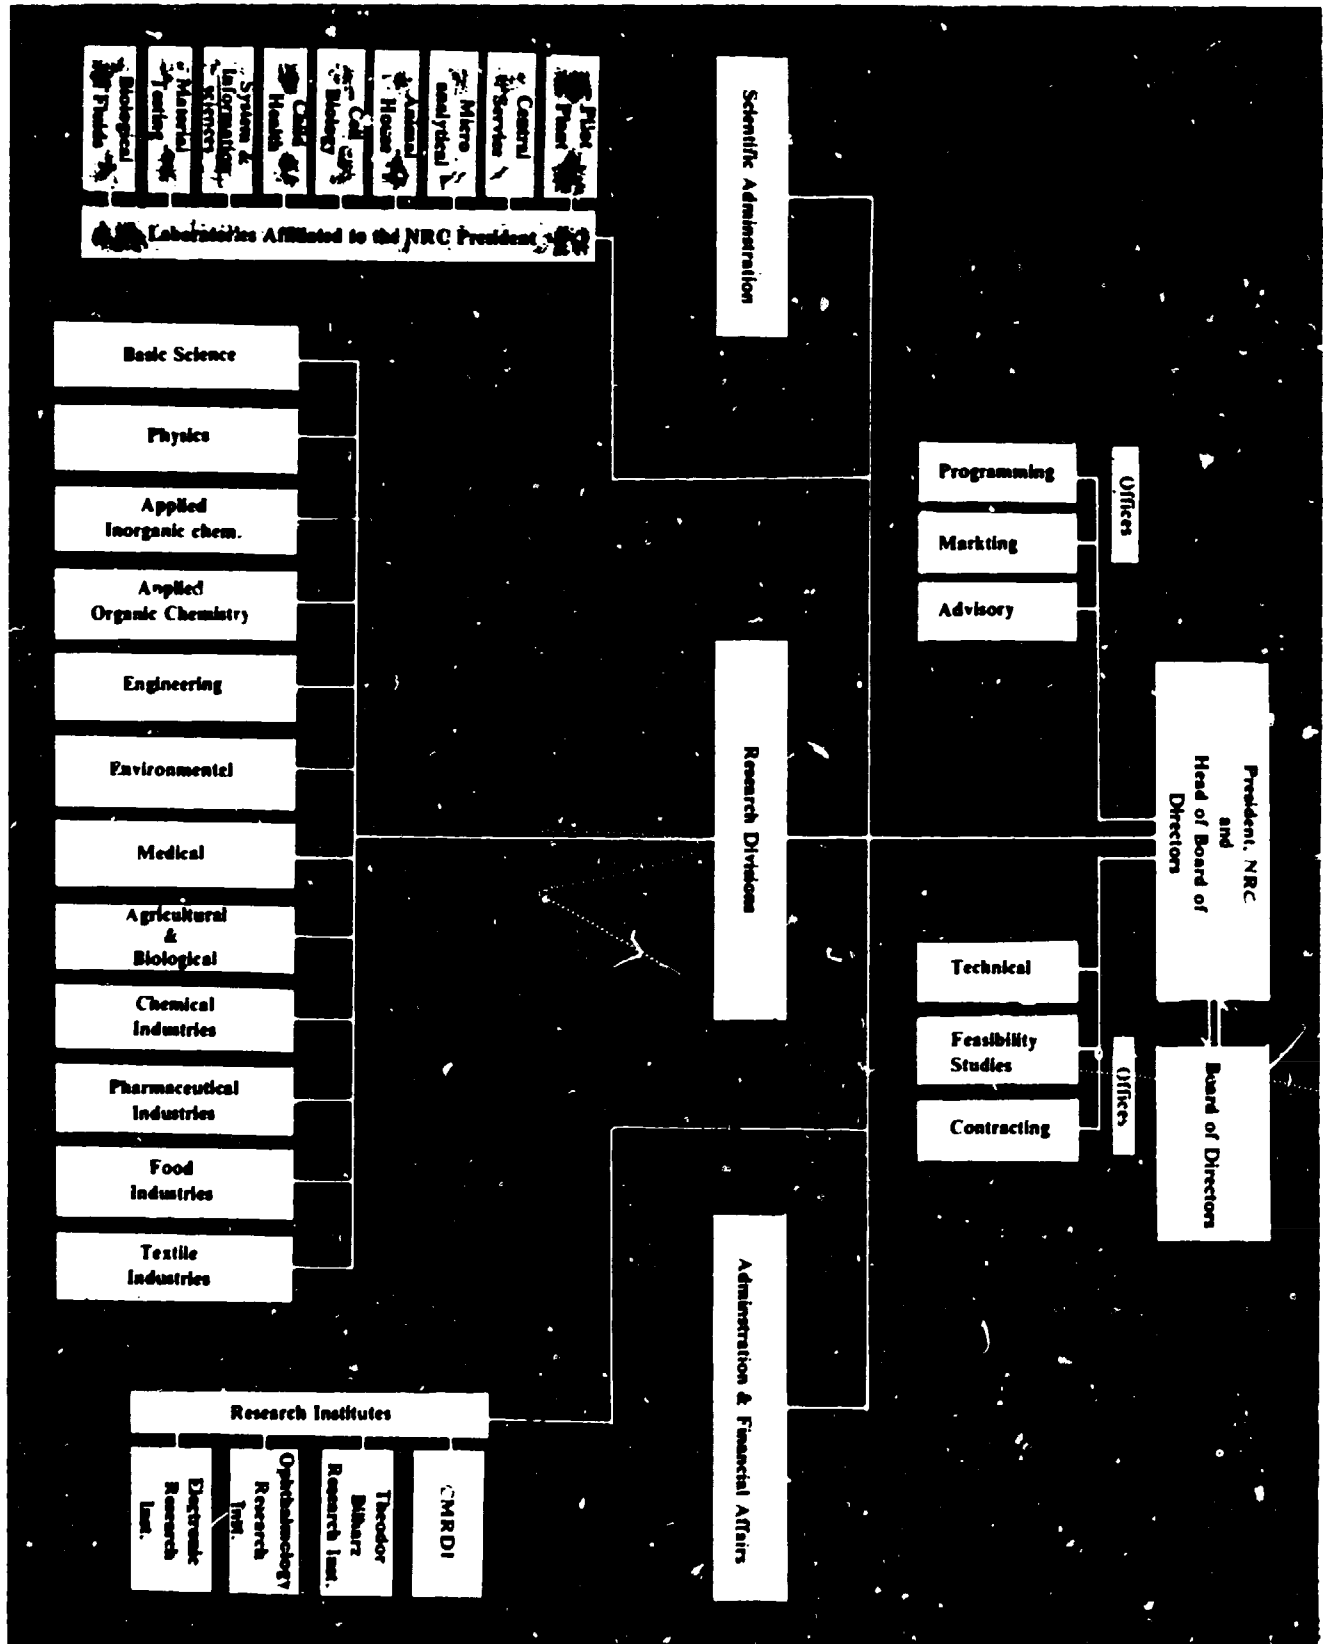 President, NRC
and
Head of Board of
Directors
Board of Directors
Offices
Programming
Markting
Advisory
Offices
Technical
Feasibility
Studies
Contracting
Scientific Adminstration
Research Divisions
Adminstration & Financial Affairs
Laboratories Affiliated to the NRC President
Pilot
Plant
Central
Service
Micro
analytical
Animal
House
Cell
Biology
Child
Health
System &
Information
sciences
Material
Testing
Biological
Fluids
Basic Science
Physics
Applied
Inorganic chem.
Applied
Organic Chemistry
Engineering
Environmental
Medical
Agricultural
&
Biological
Chemical
Industries
Pharmaceutical
Industries
Food
Industries
Textile
Industries
Research Institutes
CMRDI
Theodor
Bilharz
Research Inst.
Ophthalmology
Research
Inst.
Electronic
Research
Inst.